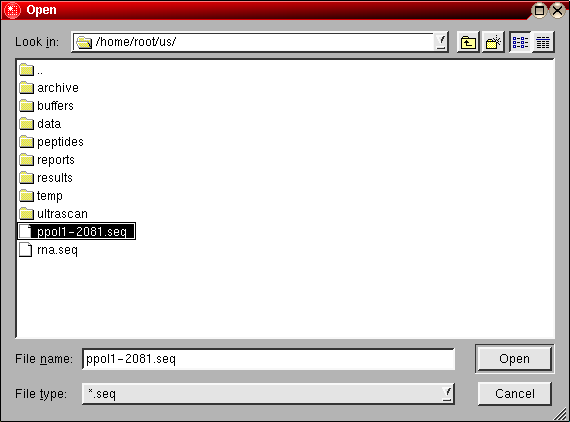 Open
Look in: /home/root/us/
..
archive
buffers
data
peptides
reports
results
temp
ultrascan
ppol1-2081.seq
rna.seq
File name: ppol1-2081.seq Open
File type: *.seq Cancel